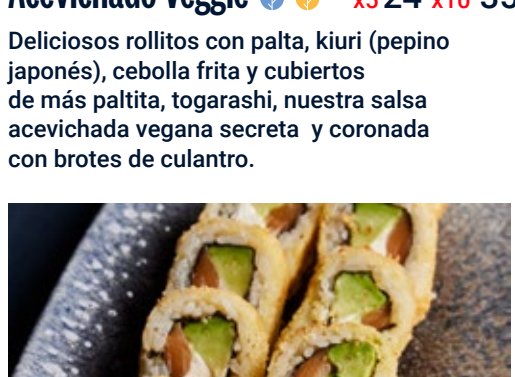 Acevichado Veggie x5 24 x10
Deliciosos rollitos con palta, kiuri (pepino
japonés), cebolla frita y cubiertos
de más paltita, togarashi, nuestra salsa
acevichada vegana secreta y coronada
con brotes de culantro.